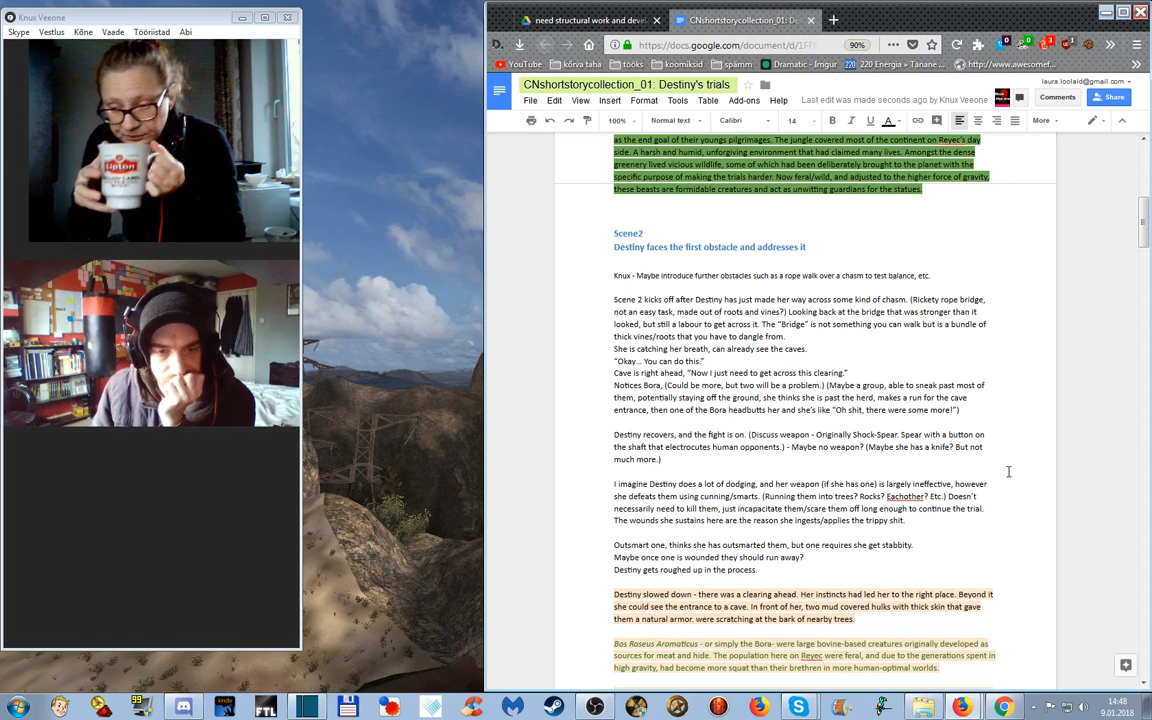 Knux Veeone
Skype Vestlus Kõne Vaade Tööriistad Abi
Lipton
need structural work and deve
CNshortstorycollection_01: Des
https://docs.google.com/document/d/1FF
90%
YouTube kõrva taha tööks koomiksid spämm Dramatic - Imgur 220 Energia » Tänane ... http://www.awesomef...
CNshortstorycollection_01: Destiny's trials
laura.loolaid@gmail.com
File Edit View Insert Format Tools Table Add-ons Help Last edit was made seconds ago by Knux Veeone
Comments Share
100% Normal text Calibri 14 B I U A More
as the end goal of their youngs pilgrimages. The jungle covered most of the continent on Reyec's day
side. A harsh and humid, unforgiving environment that had claimed many lives. Amongst the dense
greenery lived vicious wildlife, some of which had been deliberately brought to the planet with the
specific purpose of making the trials harder. Now feral/wild, and adjusted to the higher force of gravity,
these beasts are formidable creatures and act as unwitting guardians for the statues.
Scene2
Destiny faces the first obstacle and addresses it
Knux - Maybe introduce further obstacles such as a rope walk over a chasm to test balance, etc.
Scene 2 kicks off after Destiny has just made her way across some kind of chasm. (Rickety rope bridge,
not an easy task, made out of roots and vines?) Looking back at the bridge that was stronger than it
looked, but still a labour to get across it. The “Bridge” is not something you can walk but is a bundle of
thick vines/roots that you have to dangle from.
She is catching her breath, can already see the caves.
“Okay... You can do this.”
Cave is right ahead, “Now I just need to get across this clearing.”
Notices Bora, (Could be more, but two will be a problem.) (Maybe a group, able to sneak past most of
them, potentially staying off the ground, she thinks she is past the herd, makes a run for the cave
entrance, then one of the Bora headbutts her and she's like “Oh shit, there were some more!”)
Destiny recovers, and the fight is on. (Discuss weapon - Originally Shock-Spear. Spear with a button on
the shaft that electrocutes human opponents.) - Maybe no weapon? (Maybe she has a knife? But not
much more.)
I imagine Destiny does a lot of dodging, and her weapon (if she has one) is largely ineffective, however
she defeats them using cunning/smarts. (Running them into trees? Rocks? Eachother? Etc.) Doesn't
necessarily need to kill them, just incapacitate them/scare them off long enough to continue the trial.
The wounds she sustains here are the reason she ingests/applies the trippy shit.
Outsmart one, thinks she has outsmarted them, but one requires she get stabbity.
Maybe once one is wounded they should run away?
Destiny gets roughed up in the process.
Destiny slowed down - there was a clearing ahead. Her instincts had led her to the right place. Beyond it
she could see the entrance to a cave. In front of her, two mud covered hulks with thick skin that gave
them a natural armor. were scratching at the bark of nearby trees.
Bos Roseus Aromaticus - or simply the Bora- were large bovine-based creatures originally developed as
sources for meat and hide. The population here on Reyec were feral, and due to the generations spent in
high gravity, had become more squat than their brethren in more human-optimal worlds.
99
kindle
FTL
14:48
9.01.2018